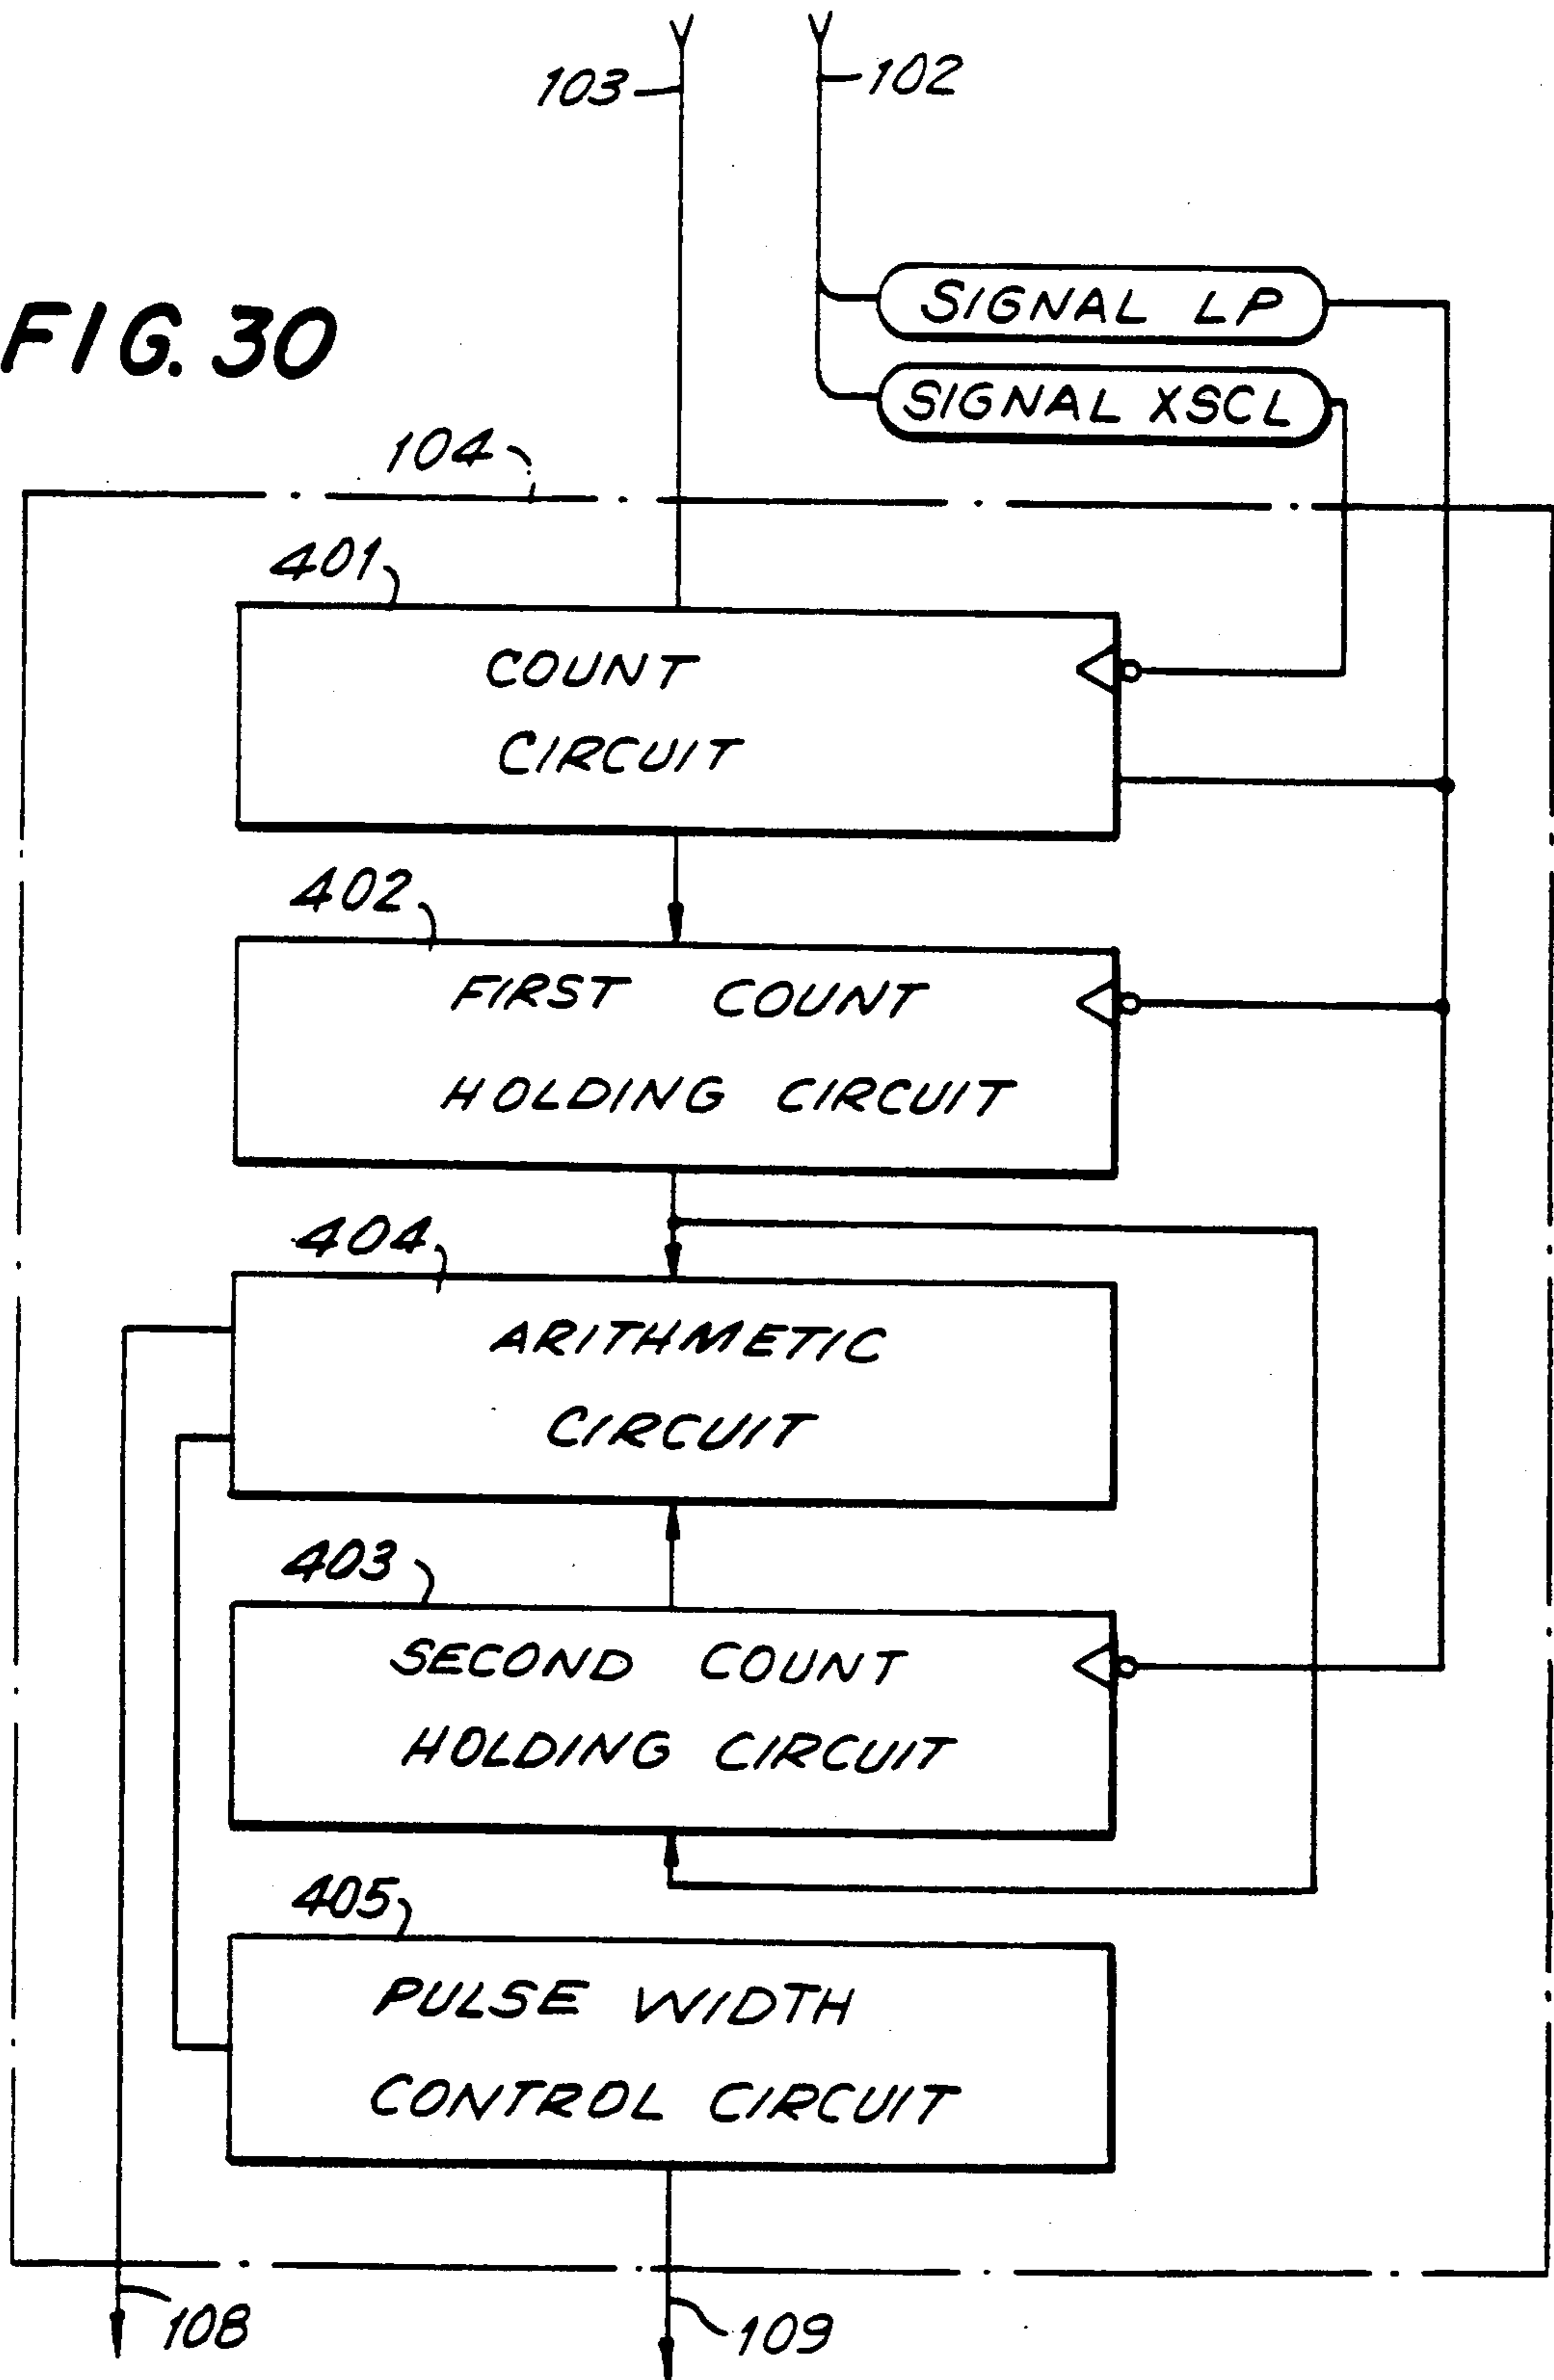 103
102
SIGNAL LP
FIG. 30
SIGNAL XSCL
104
401
COUNT
CIRCUIT
402
FIRST COUNT
HOLDING CIRCUIT
404
ARITHMETIC
CIRCUIT
403
SECOND COUNT
HOLDING CIRCUIT
405
PULSE WIDTH
CONTROL CIRCUIT
108
109